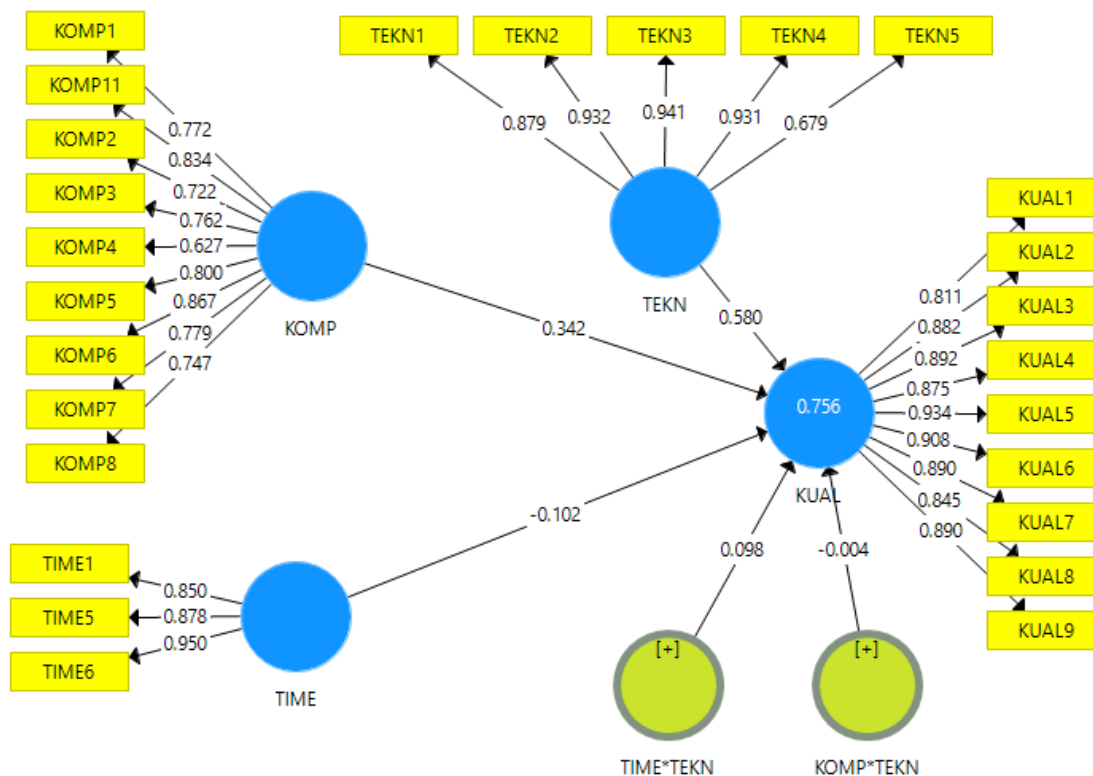 KOMP1
KOMP11
KOMP2
KOMP3
KOMP4
KOMP5
KOMP6
KOMP7
KOMP8
0.772
0.834
0.722
0.762
0.627
0.800
0.867
0.779
0.747
KOMP
TEKN1
TEKN2
TEKN3
TEKN4
TEKN5
0.879
0.932
0.941
0.931
0.679
TEKN
0.342
0.580
KUAL1
KUAL2
KUAL3
KUAL4
KUAL5
KUAL6
KUAL7
KUAL8
KUAL9
0.811
0.882
0.892
0.875
0.934
0.908
0.890
0.845
0.890
0.756
KUAL
-0.102
0.098
-0.004
TIME1
TIME5
TIME6
0.850
0.878
0.950
TIME
[+]
TIME*TEKN
[+]
KOMP*TEKN